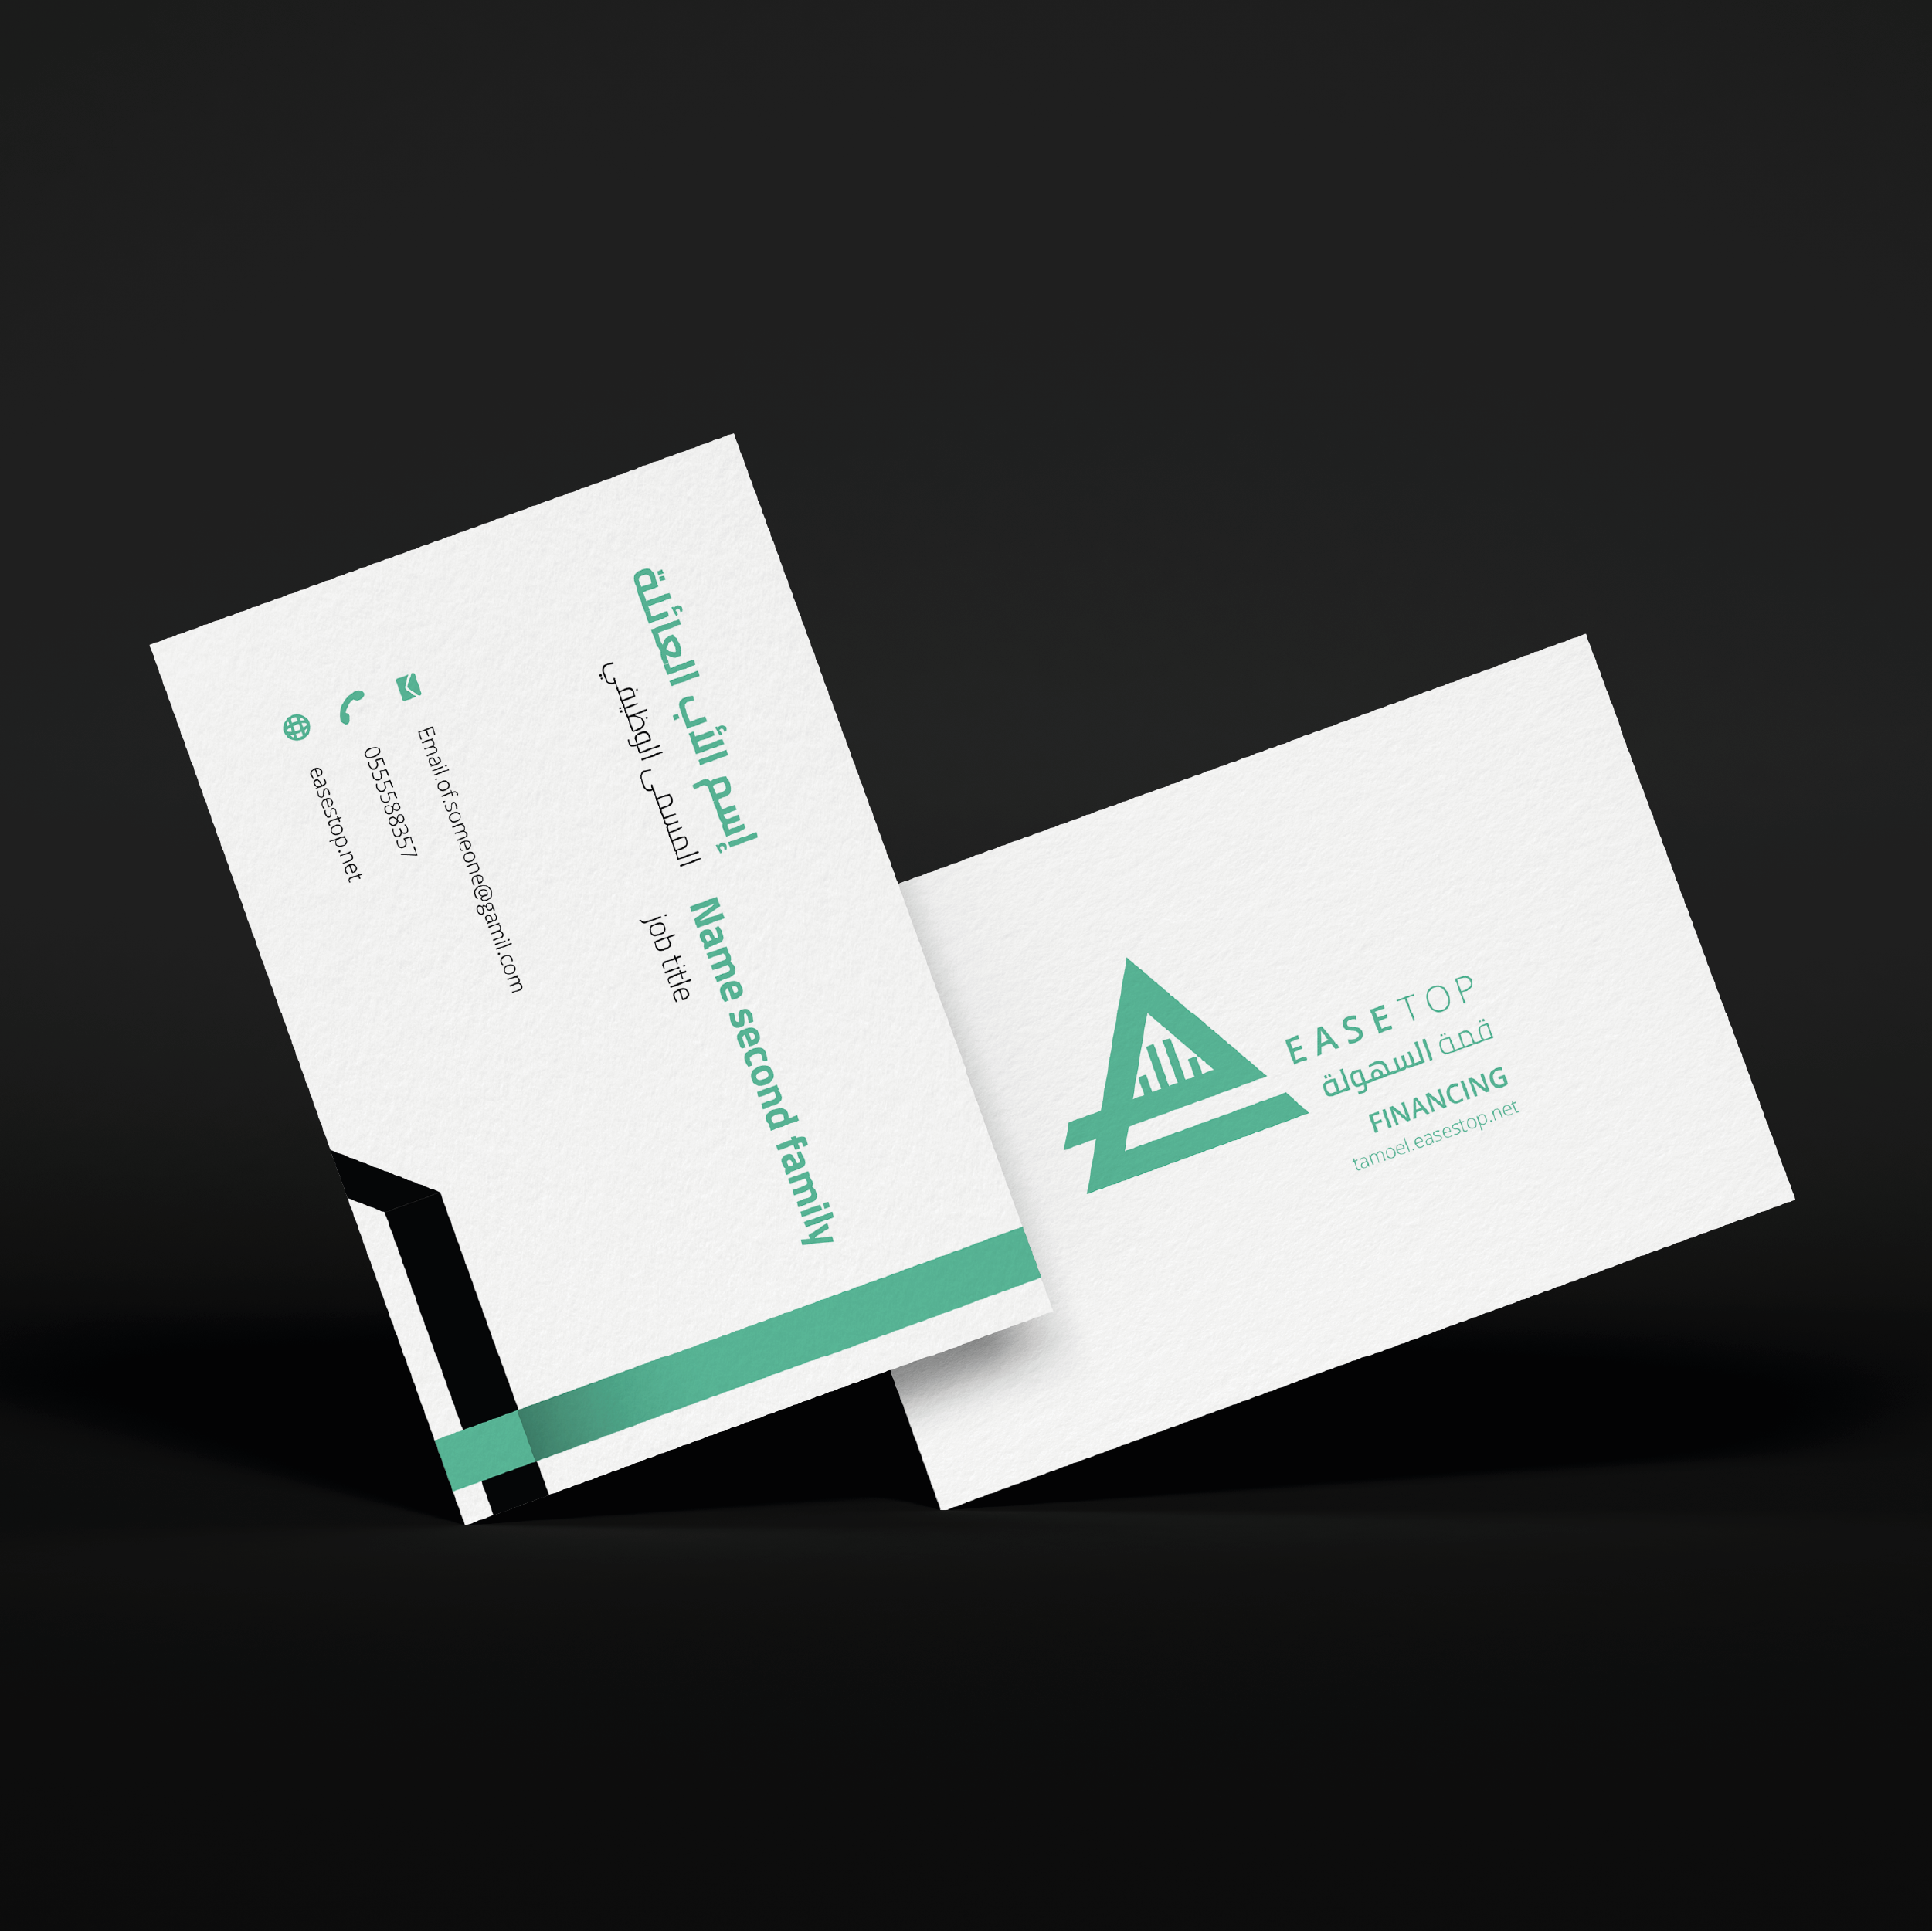 إسم الأب العائلة
المسمى الوظيفي
Name second family
job title
Email.of.someone@gamil.com
0555588357
easestop.net
EASETOP
قمة السهولة
FINANCING
tamoel.easestop.net